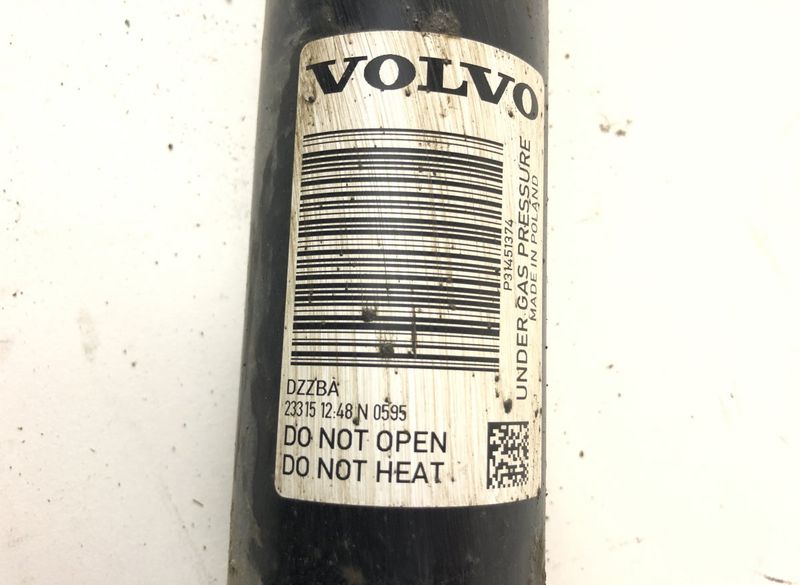 VOLVO
P31451374
UNDER GAS PRESSURE
MADE IN POLAND
DZZBA
23315 12:48 N 0595
DO NOT OPEN
DO NOT HEAT